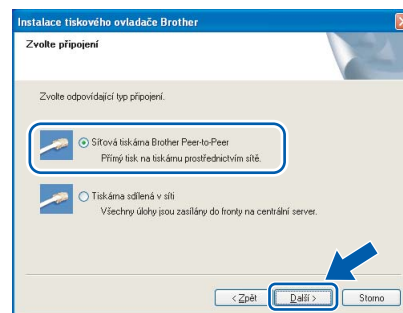 Instalace tiskového ovladače Brother
Zvolte připojení
Zvolte odpovídající typ připojení.
Síťová tiskárna Brother Peer-to-Peer
Přímý tisk na tiskárnu prostřednictvím sítě.
Tiskárna sdílená v síti
Všechny úlohy jsou zasílány do fronty na centrální server.
< Zpět
Další >
Storno